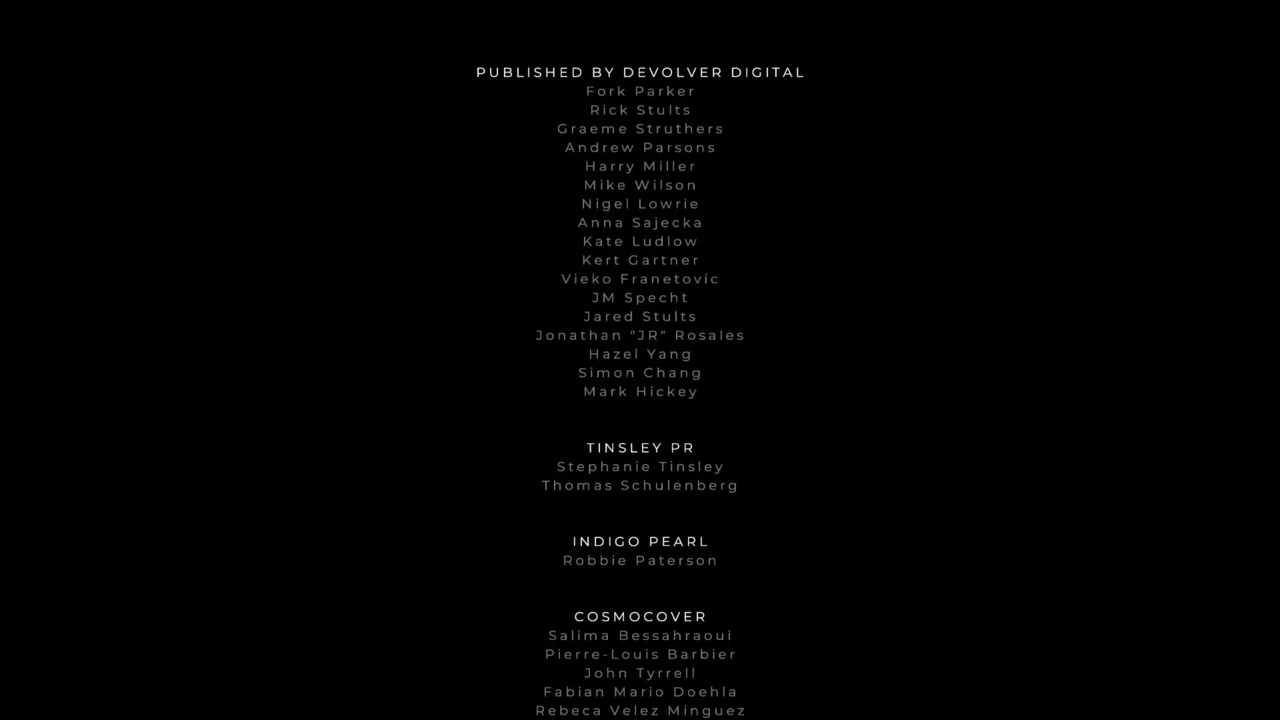 PUBLISHED BY DEVOLVER DIGITAL
Fork Parker
Rick Stults
Graeme Struthers
Andrew Parsons
Harry Miller
Mike Wilson
Nigel Lowrie
Anna Sajecka
Kate Ludlow
Kert Gartner
Vieko Franetovic
JM Specht
Jared Stults
Jonathan "JR" Rosales
Hazel Yang
Simon Chang
Mark Hickey
TINSLEY PR
Stephanie Tinsley
Thomas Schulenberg
INDIGO PEARL
Robbie Paterson
COSMOCOVER
Salima Bessahraoui
Pierre-Louis Barbier
John Tyrrell
Fabian Mario Doehla
Rebeca Velez Minguez